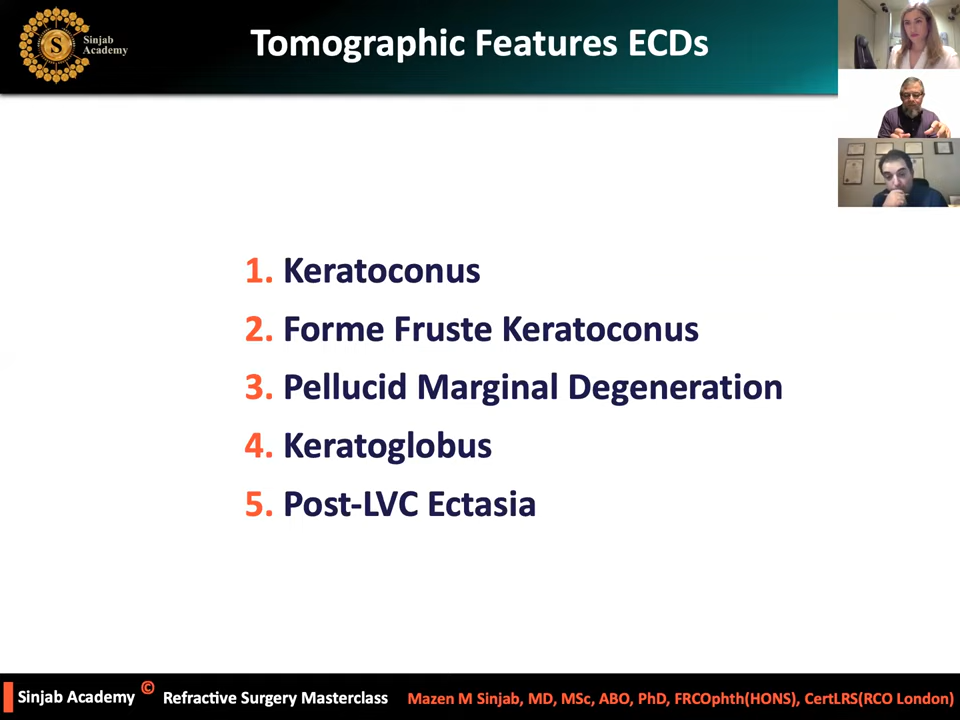 S
Sinjab
Academy
Tomographic Features ECDs
1. Keratoconus
2. Forme Fruste Keratoconus
3. Pellucid Marginal Degeneration
4. Keratoglobus
5. Post-LVC Ectasia
Sinjab Academy © Refractive Surgery Masterclass Mazen M Sinjab, MD, MSc, ABO, PhD, FRCOphth(HONS), CertLRS(RCO London)